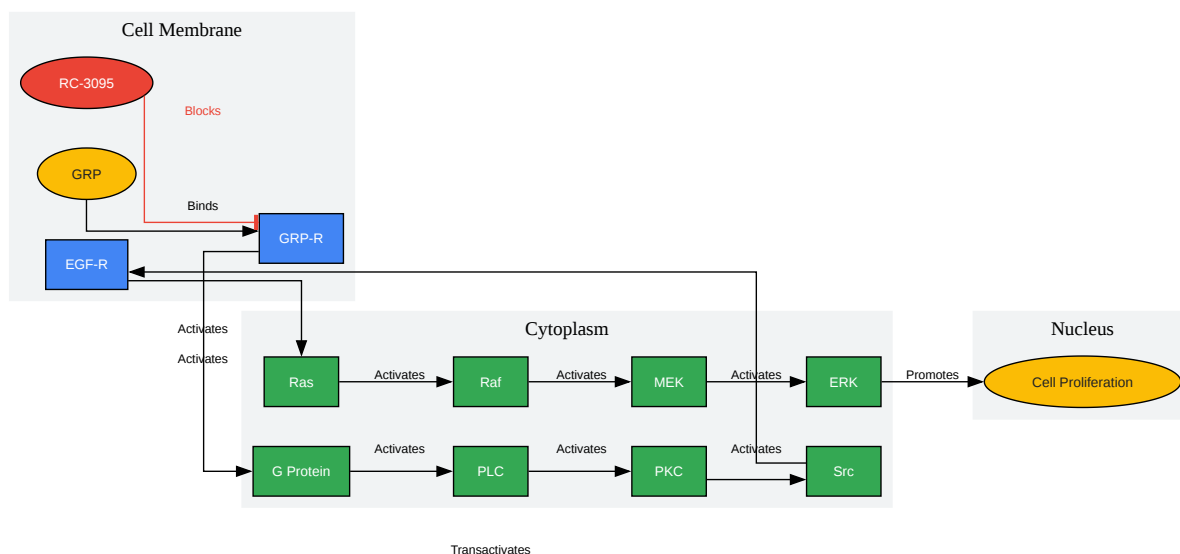 Cell Membrane
RC-3095
Blocks
GRP
Binds
GRP-R
EGF-R
Activates
Activates
Cytoplasm
Nucleus
Ras
Activates
Raf
Activates
MEK
Activates
ERK
Promotes
Cell Proliferation
G Protein
Activates
PLC
Activates
PKC
Activates
Src
Transactivates